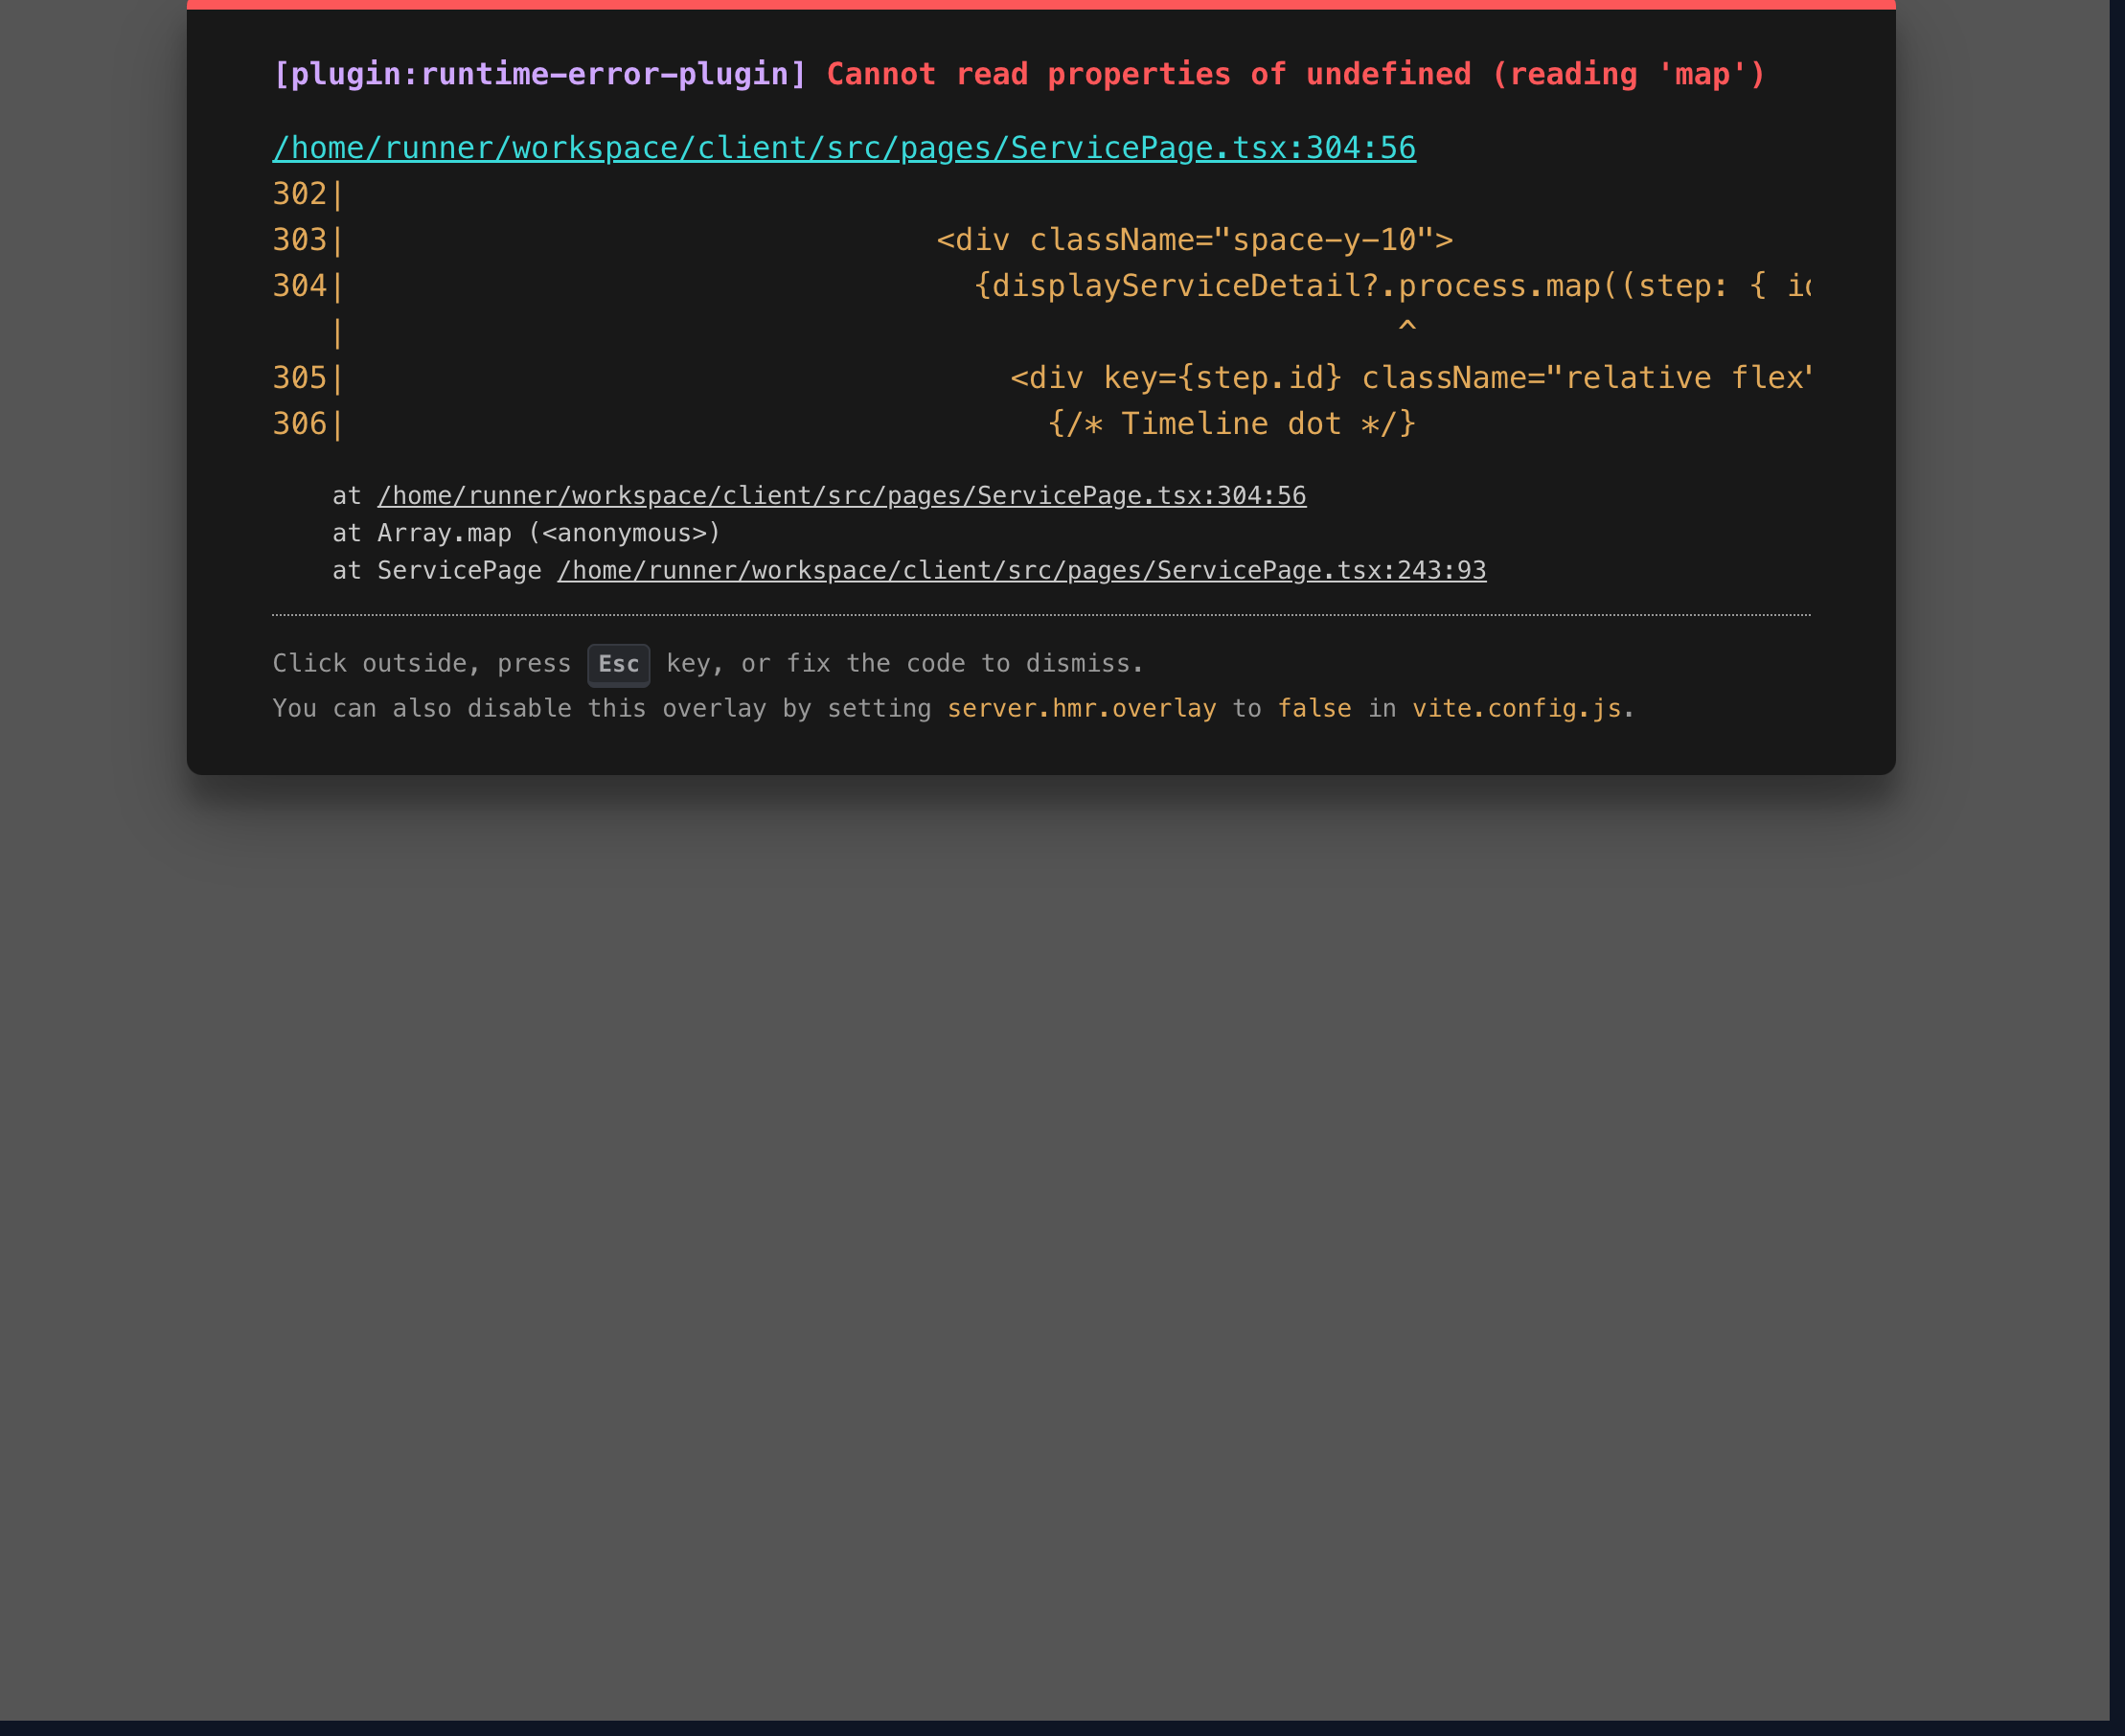 [plugin:runtime-error-plugin] Cannot read properties of undefined (reading 'map')
/home/runner/workspace/client/src/pages/ServicePage.tsx:304:56
302|
303| <div className="space-y-10">
304| {displayServiceDetail?.process.map((step: {
| ^
305| <div key={step.id} className="relative flex"
306| {/* Timeline dot */}
at /home/runner/workspace/client/src/pages/ServicePage.tsx:304:56
at Array.map (<anonymous>)
at ServicePage /home/runner/workspace/client/src/pages/ServicePage.tsx:243:93
Click outside, press Esc key, or fix the code to dismiss.
You can also disable this overlay by setting server.hmr.overlay to false in vite.config.js.